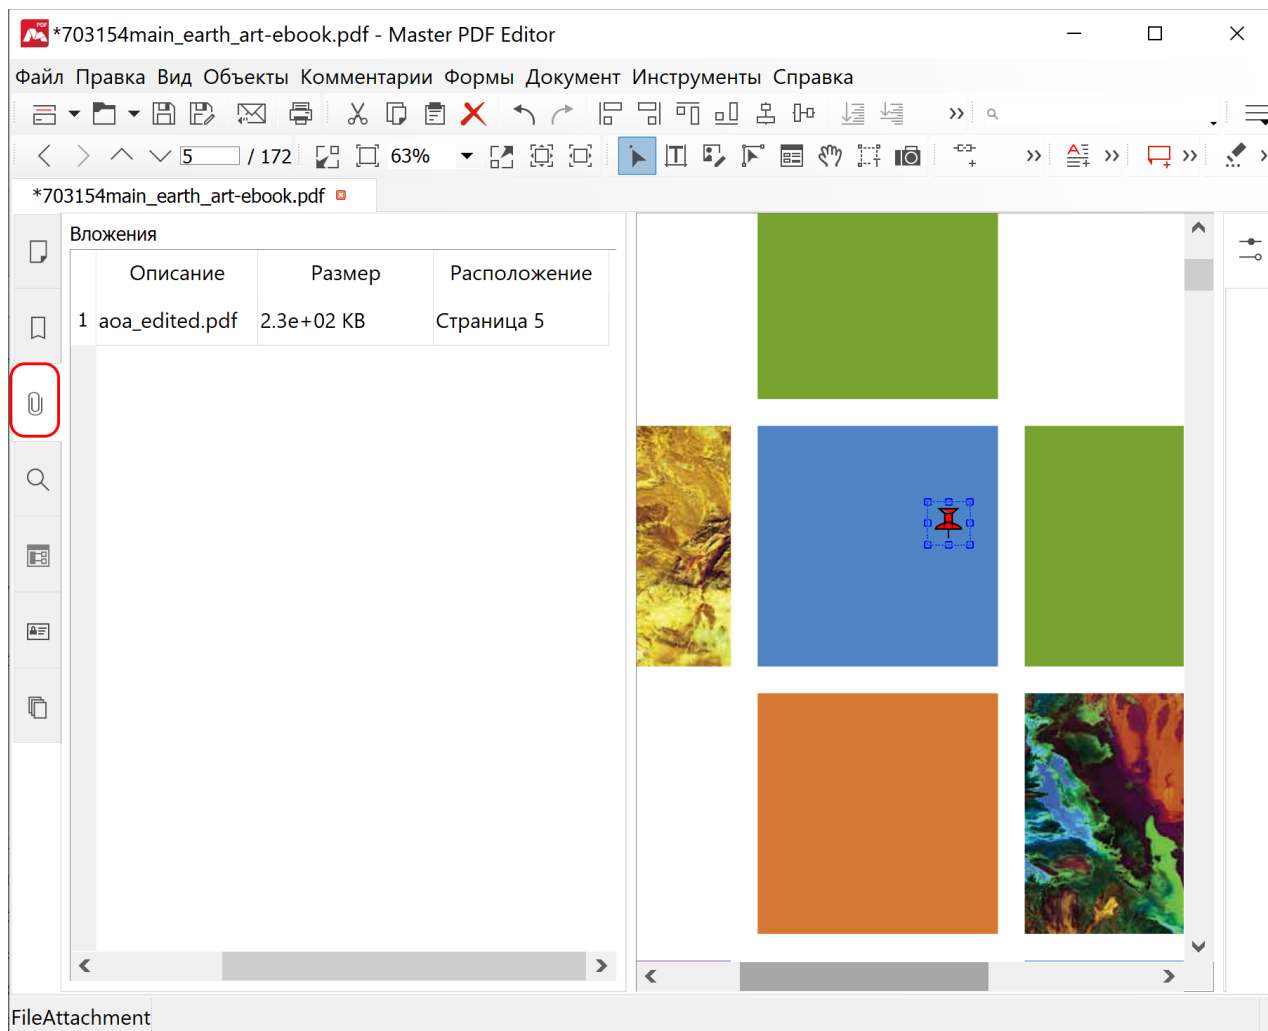 *703154main_earth_art-ebook.pdf - Master PDF Editor
Файл Правка Вид Объекты Комментарии Формы Документ Инструменты Справка
5 / 172 63%
*703154main_earth_art-ebook.pdf
Вложения
Описание Размер Расположение
1 aoa_edited.pdf 2.3e+02 KB Страница 5
FileAttachment